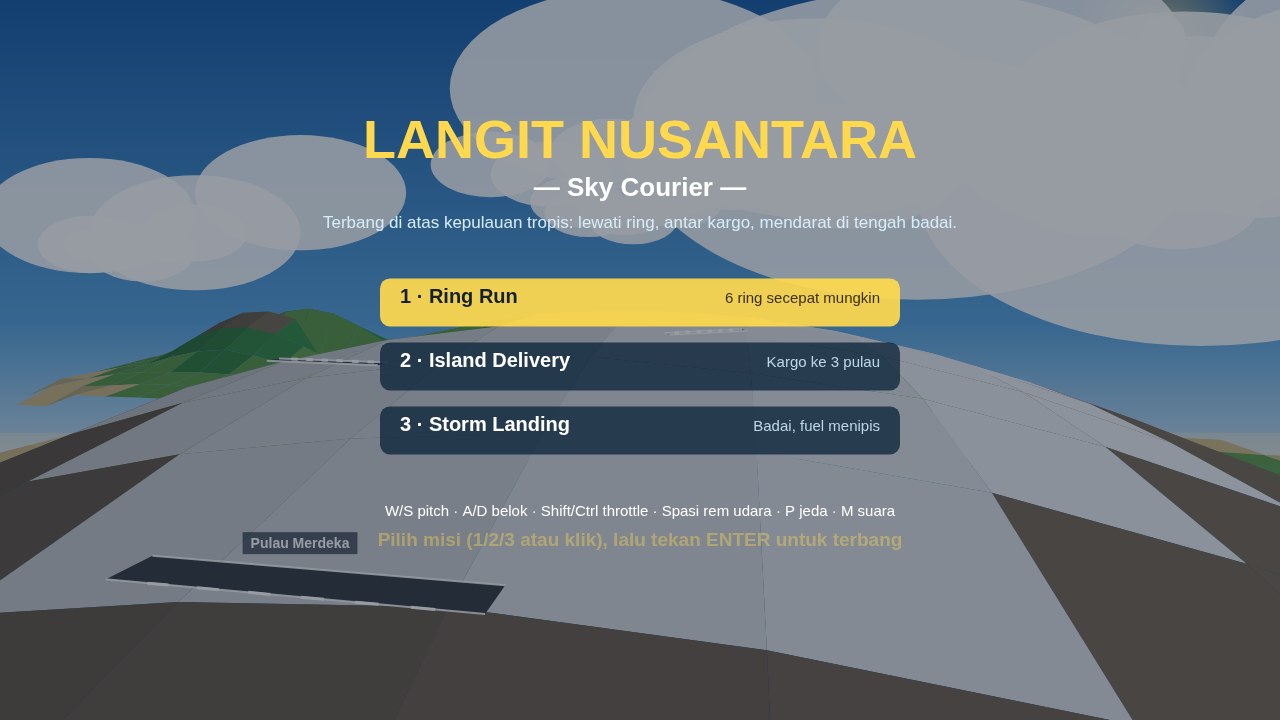 LANGIT NUSANTARA
— Sky Courier —
Terbang di atas kepulauan tropis: lewati ring, antar kargo, mendarat di tengah badai.
1 · Ring Run 6 ring secepat mungkin
2 · Island Delivery Kargo ke 3 pulau
3 · Storm Landing Badai, fuel menipis
W/S pitch · A/D belok · Shift/Ctrl throttle · Spasi rem udara · P jeda · M suara
Pulau Merdeka
Pilih misi (1/2/3 atau klik), lalu tekan ENTER untuk terbang